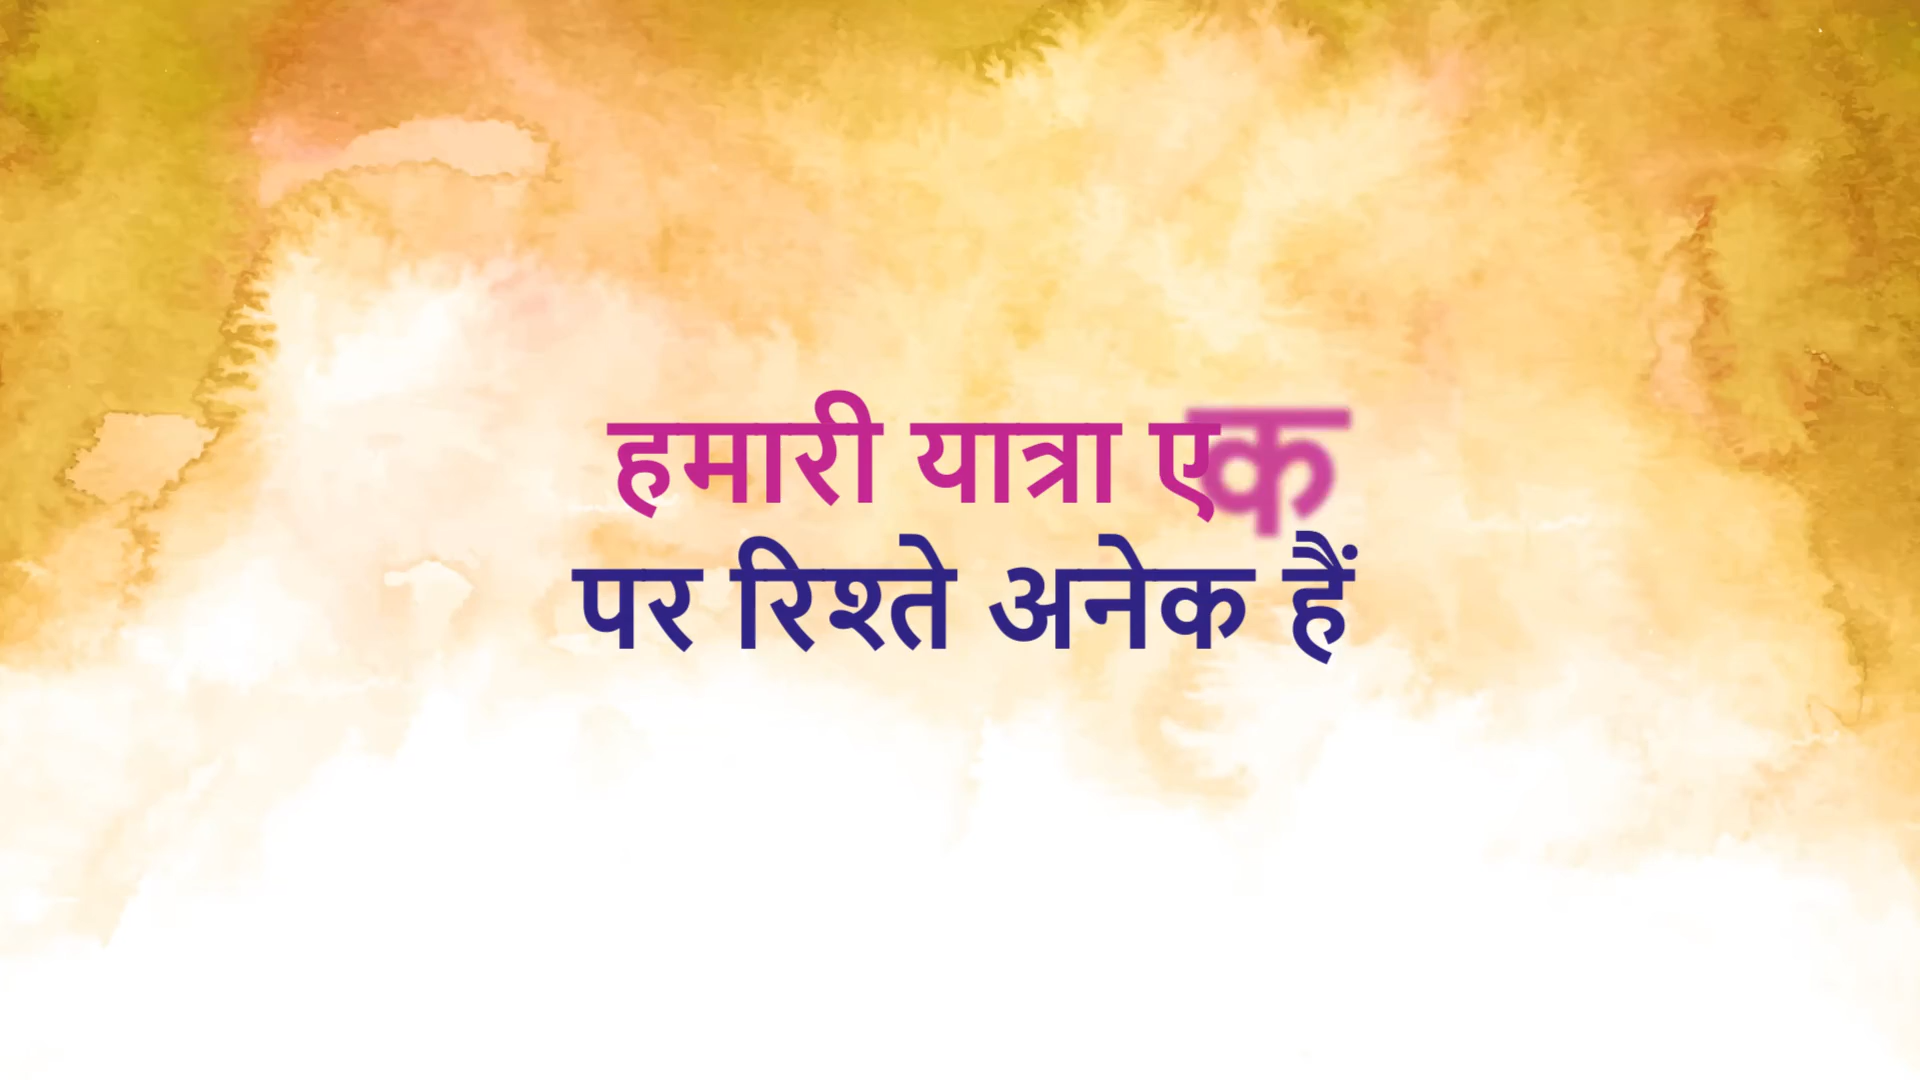 हमारी यात्रा एक
पर रिश्ते अनेक हैं